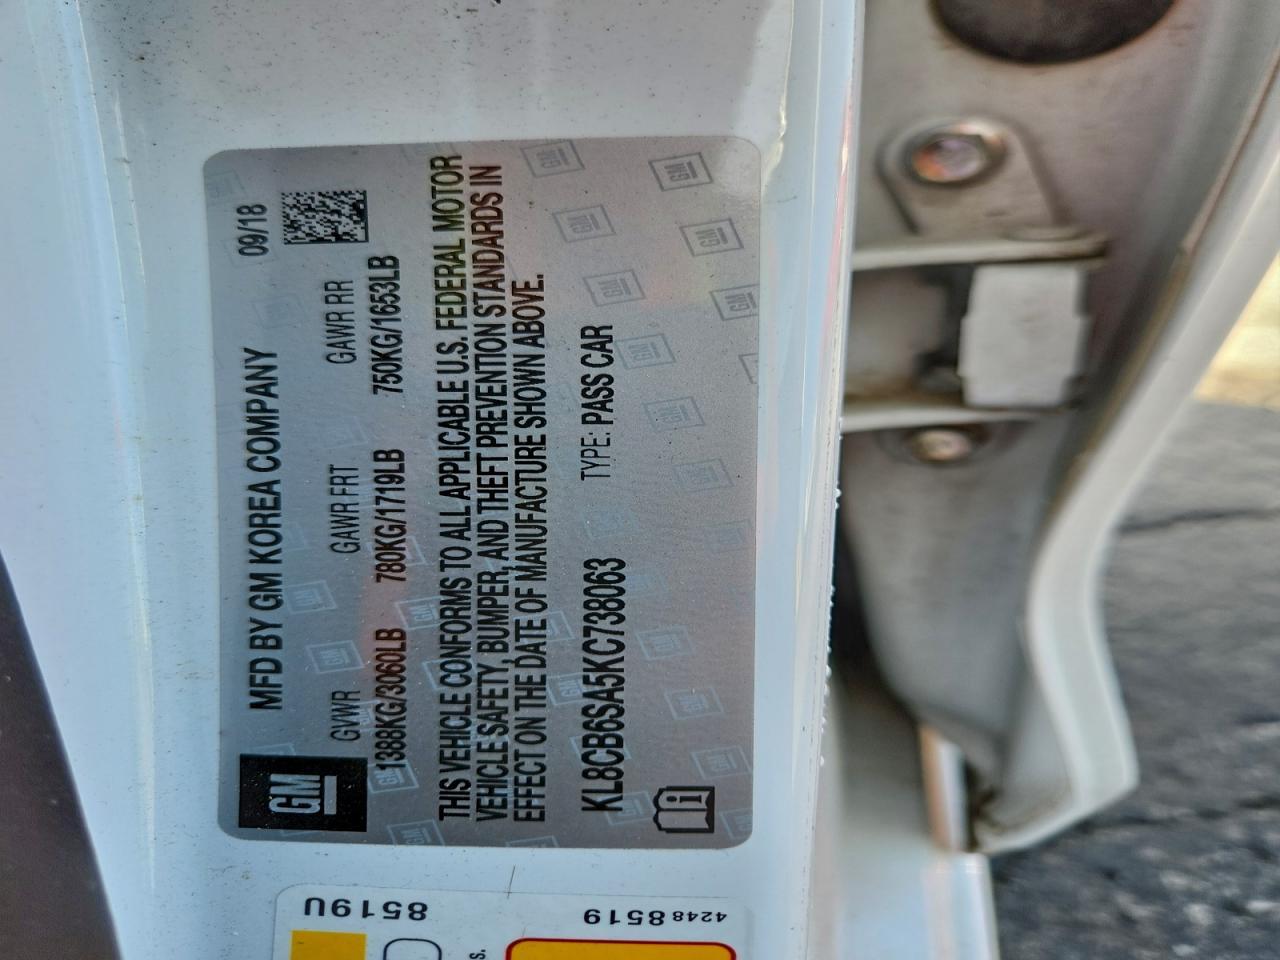 GM
MFD BY GM KOREA COMPANY 09/18
GVWR GAWR FRT GAWR RR
1388KG/3060LB 780KG/1719LB 750KG/1653LB
THIS VEHICLE CONFORMS TO ALL APPLICABLE U.S. FEDERAL MOTOR
VEHICLE SAFETY, BUMPER, AND THEFT PREVENTION STANDARDS IN
EFFECT ON THE DATE OF MANUFACTURE SHOWN ABOVE.
KL8CB6SA5KC738063 TYPE: PASS CAR
8519U
4248 8519
s.